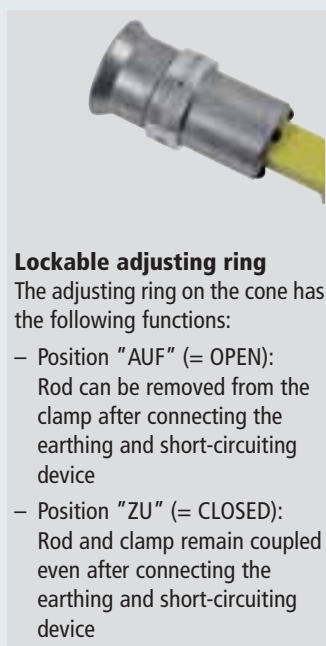 Lockable adjusting ring
The adjusting ring on the cone has
the following functions:
– Position "AUF" (= OPEN):
Rod can be removed from the
clamp after connecting the
earthing and short-circuiting
device
– Position "ZU" (= CLOSED):
Rod and clamp remain coupled
even after connecting the
earthing and short-circuiting
device